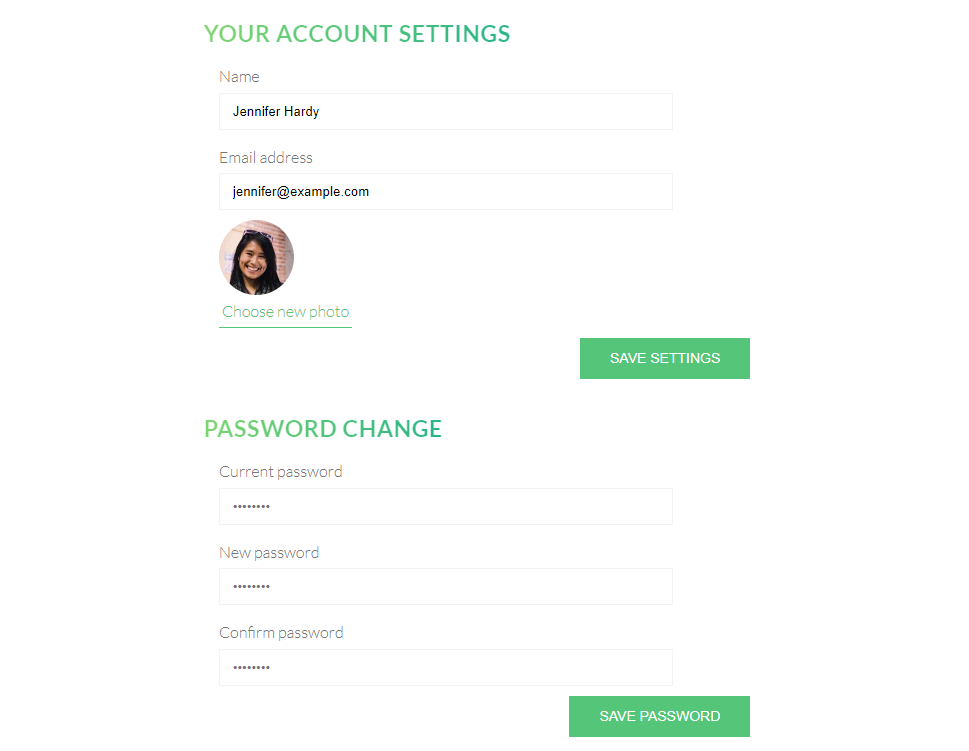 YOUR ACCOUNT SETTINGS
Name
Jennifer Hardy
Email address
jennifer@example.com
Choose new photo
SAVE SETTINGS
PASSWORD CHANGE
Current password
••••••••
New password
••••••••
Confirm password
••••••••
SAVE PASSWORD